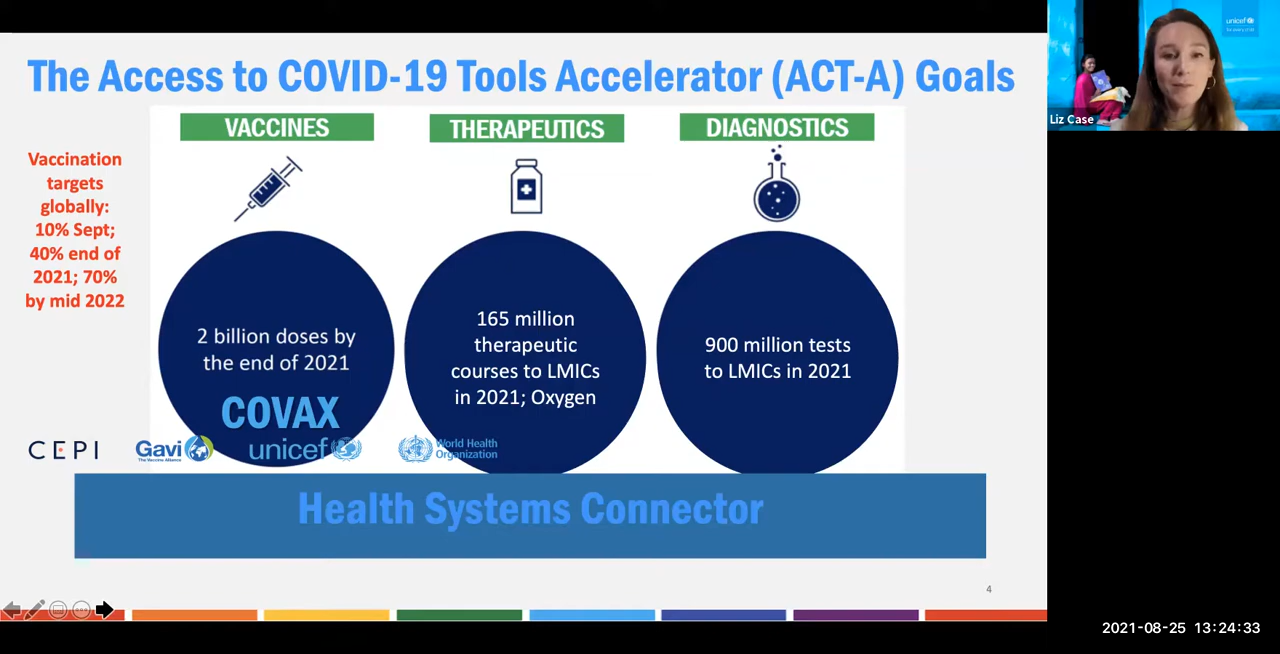 The Access to COVID-19 Tools Accelerator (ACT-A) Goals
VACCINES
THERAPEUTICS
DIAGNOSTICS
Vaccination
targets
globally:
10% Sept;
40% end of
2021; 70%
by mid 2022
2 billion doses by
the end of 2021
COVAX
165 million
therapeutic
courses to LMICs
in 2021; Oxygen
900 million tests
to LMICs in 2021
CEPI
Gavi
The Vaccine Alliance
unicef
World Health
Organization
Health Systems Connector
4
unicef
for every child
Liz Case
2021-08-25 13:24:33